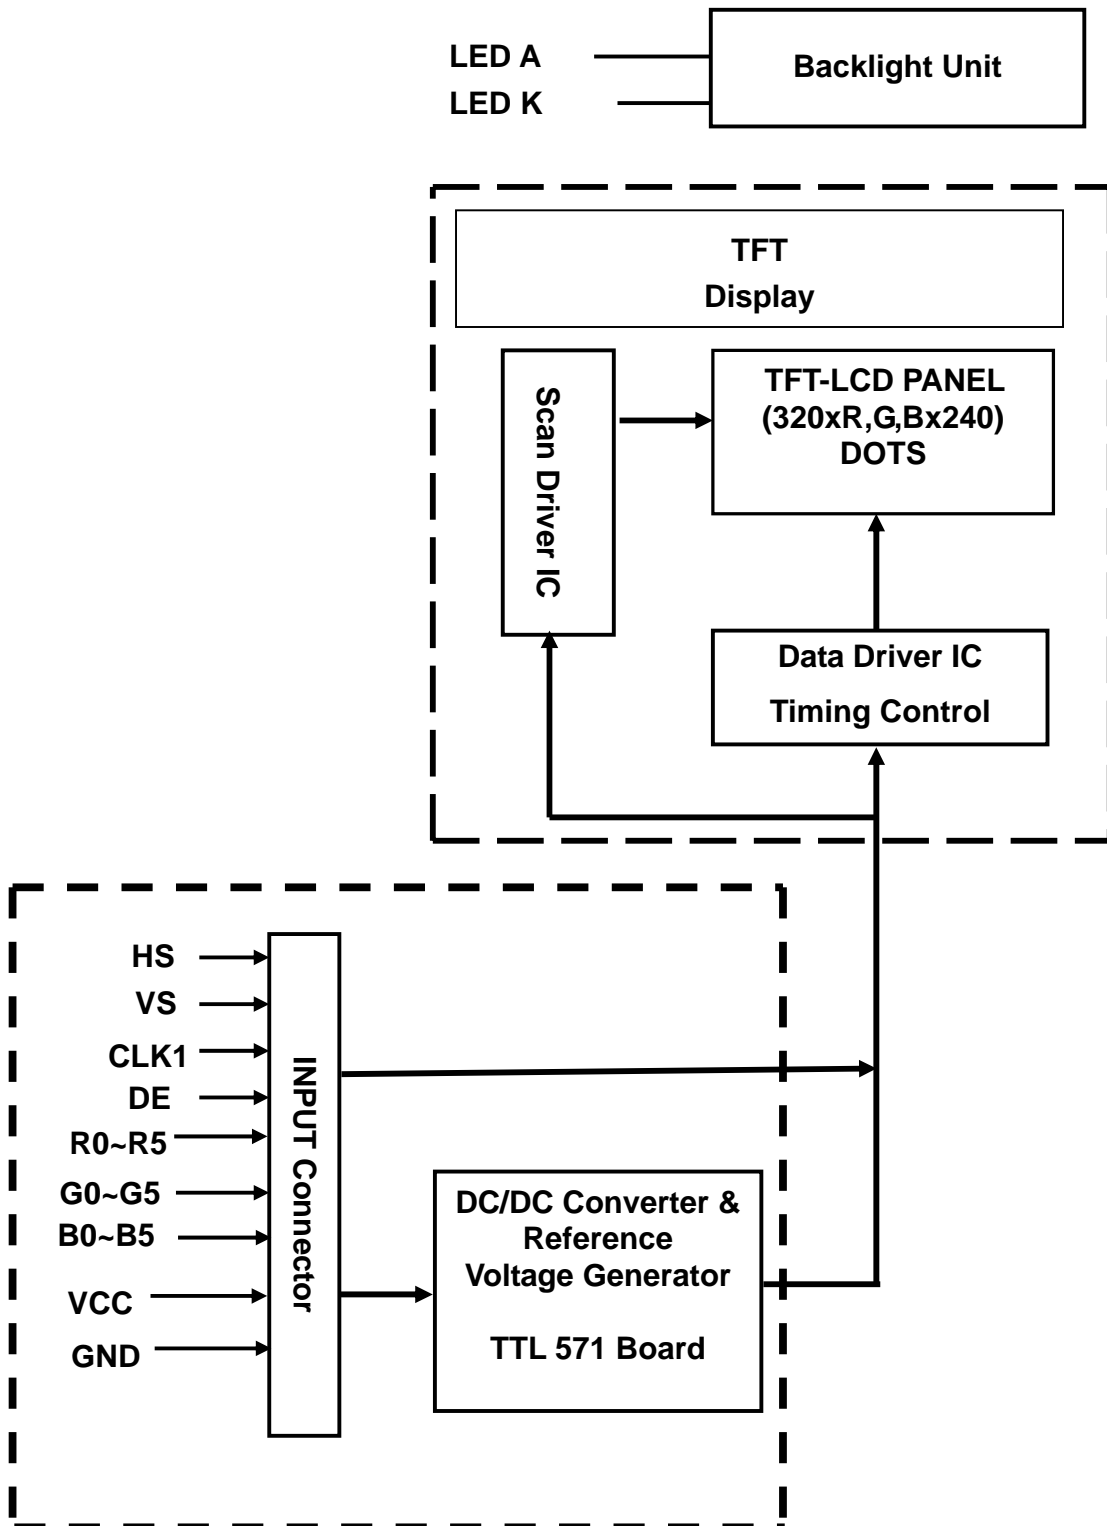 LED A
LED K
Backlight Unit
TFT
Display
Scan Driver IC
TFT-LCD PANEL
(320xR,G,Bx240)
DOTS
Data Driver IC
Timing Control
HS
VS
CLK1
DE
R0~R5
G0~G5
B0~B5
VCC
GND
INPUT Connector
DC/DC Converter &
Reference
Voltage Generator
TTL 571 Board